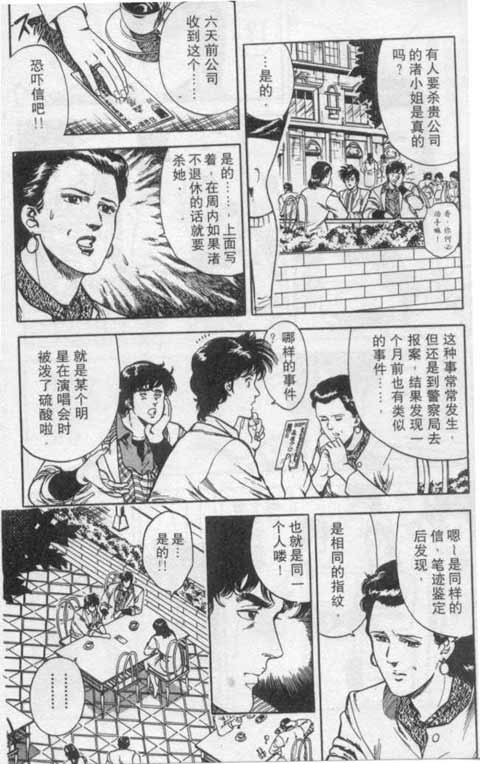 有人要杀贵公司
的渚小姐是真的
吗？
…是的．
奇，你何必
六天前公司
收到这个……
恐吓信吧！！
是的……，上面写
着，在周内如果渚
不退休的话就要
杀她．
这种事常常发生，
但还是到警察局去
报案，结果发现一
个月前也有类似
的事件……，
哪样的事件
？
就是某个明
星在演唱会时
被泼了硫酸啦．
嗯～是同样的
信、笔迹鉴定
后发现，
是相同的指纹．
也就是同一
个人喽！
是…
是的！！
………